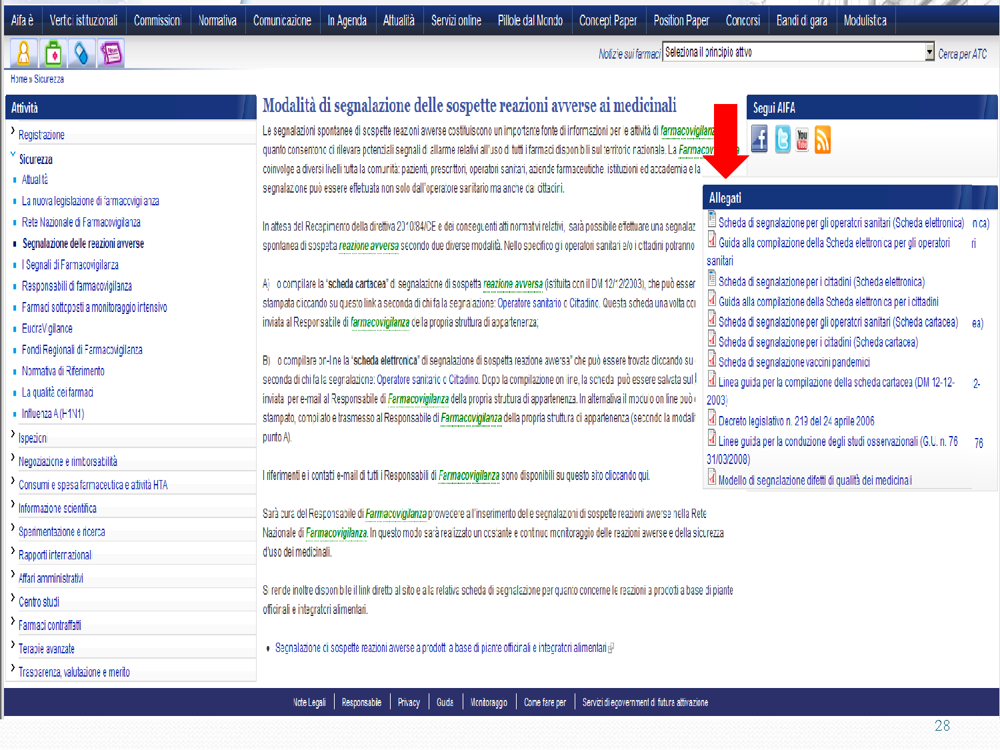 Aifa è Vertici istituzionali Commissioni Normativa Comunicazione In Agenda Attualità Servizi online Pillole dal Mondo Concept Paper Position Paper Concorsi Bandi di gara Modulistica
Notizie sui farmaci Seleziona il principio attivo Cerca per ATC
Home » Sicurezza
Attività
Registrazione
Sicurezza
Attualità
La nuova legislazione di farmacovigilanza
Rete Nazionale di Farmacovigilanza
Segnalazione delle reazioni avverse
I Segnali di Farmacovigilanza
Responsabili di farmacovigilanza
Farmaci sottoposti a monitoraggio intensivo
EudraVigilance
Fondi Regionali di Farmacovigilanza
Normativa di Riferimento
La qualità dei farmaci
Influenza A (H1N1)
Ispezioni
Negoziazione e rimborsabilità
Consumi e spesa farmaceutica e attività HTA
Informazione scientifica
Sperimentazione e ricerca
Rapporti internazionali
Affari amministrativi
Centro studi
Farmaci contraffatti
Terapie avanzate
Trasparenza, valutazione e merito
Modalità di segnalazione delle sospette reazioni avverse ai medicinali
Le segnalazioni spontanee di sospette reazioni avverse costituiscono un'importante fonte di informazioni per le attività di farmacovigilanz
quanto consentono di rilevare potenziali segnali di allarme relativi all'uso di tutti i farmaci disponibili sul territorio nazionale. La Farmacov a
coinvolge a diversi livelli tutta la comunità: pazienti, prescrittori, operatori sanitari, aziende farmaceutiche, istituzioni ed accademia e la
segnalazione può essere effettuata non solo dall'operatore sanitario ma anche dai cittadini.
In attesa del Recepimento della direttiva 2010/84/CE e dei conseguenti atti normativi relativi, sarà possibile effettuare una segnalaz
spontanea di sospetta reazione avversa secondo due diverse modalità. Nello specifico gli operatori sanitari e/o i cittadini potranno
A) o compilare la "scheda cartacea" di segnalazione di sospetta reazione avversa (istituita con il DM 12/12/2003), che può esser
stampata cliccando su questo link a seconda di chi fa la segnalazione: Operatore sanitario o Cittadino. Questa scheda una volta co
inviata al Responsabile di farmacovigilanza della propria struttura di appartenenza;
B) o compilare on-line la "scheda elettronica" di segnalazione di sospetta reazione avversa" che può essere trovata cliccando su
seconda di chi fa la segnalazione: Operatore sanitario o Cittadino. Dopo la compilazione on line, la scheda può essere salvata sul
inviata per e-mail al Responsabile di Farmacovigilanza della propria struttura di appartenenza. In alternativa il modulo on line può
stampato, compilato e trasmesso al Responsabile di Farmacovigilanza della propria struttura di appartenenza (secondo la modalit
punto A).
I riferimenti e i contatti e-mail di tutti i Responsabili di Farmacovigilanza sono disponibili su questo sito cliccando qui.
Sarà cura del Responsabile di Farmacovigilanza provvedere all'inserimento delle segnalazioni di sospette reazioni avverse nella Rete
Nazionale di Farmacovigilanza. In questo modo sarà realizzato un costante e continuo monitoraggio delle reazioni avverse e della sicurezza
d'uso dei medicinali.
Si rende inoltre disponibile il link diretto al sito e alla relativa scheda di segnalazione per quanto concerne le reazioni a prodotti a base di piante
officinali e integratori alimentari.
Segnalazione di sospette reazioni avverse a prodotti a base di piante officinali e integratori alimentari
Segui AIFA
You Tube
Allegati
Scheda di segnalazione per gli operatori sanitari (Scheda elettronica) nica)
Guida alla compilazione della Scheda elettronica per gli operatori ri
sanitari
Scheda di segnalazione per i cittadini (Scheda elettronica)
Guida alla compilazione della Scheda elettronica per i cittadini
Scheda di segnalazione per gli operatori sanitari (Scheda cartacea) ea)
Scheda di segnalazione per i cittadini (Scheda cartacea)
Scheda di segnalazione vaccini pandemici
Linea guida per la compilazione della scheda cartacea (DM 12-12- 2-
2003)
Decreto legislativo n. 219 del 24 aprile 2006
Linee guida per la conduzione degli studi osservazionali (G.U. n. 76 76
31/03/2008)
Modello di segnalazione difetti di qualità dei medicinali
Note Legali Responsabile Privacy Guida Monitoraggio Come fare per Servizi di egovernment di futura attivazione
28